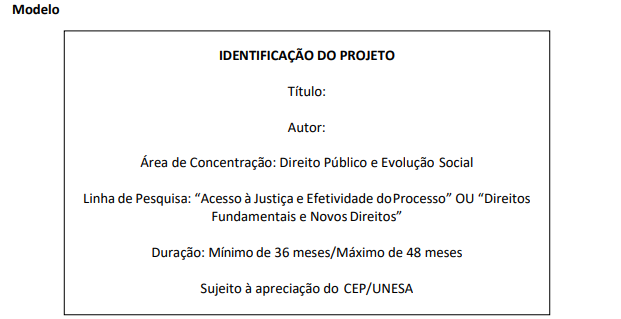 Modelo
IDENTIFICAÇÃO DO PROJETO
Título:
Autor:
Área de Concentração: Direito Público e Evolução Social
Linha de Pesquisa: “Acesso à Justiça e Efetividade do Processo” OU “Direitos
Fundamentais e Novos Direitos”
Duração: Mínimo de 36 meses/Máximo de 48 meses
Sujeito à apreciação do CEP/UNESA